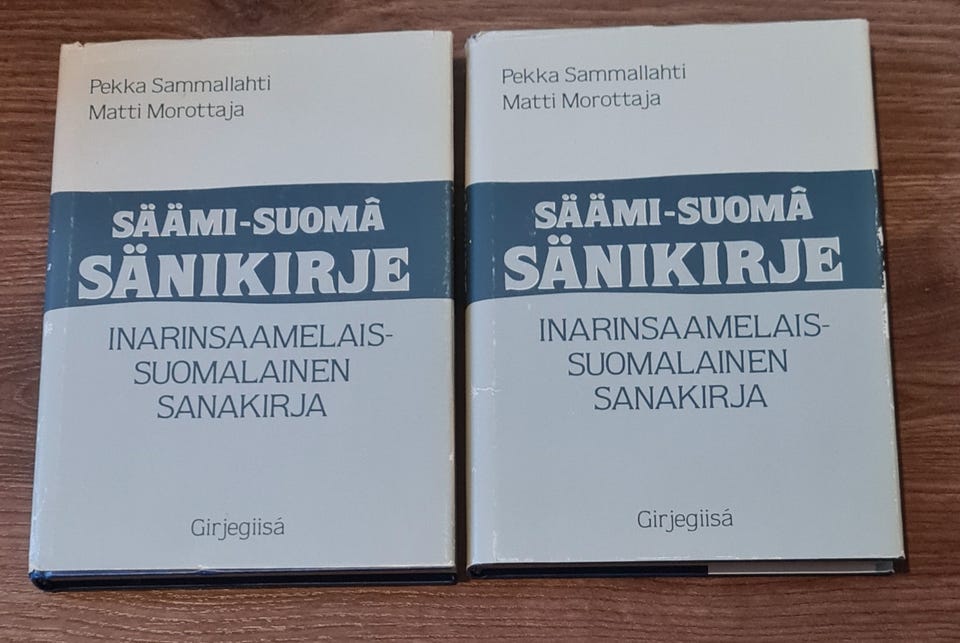 Pekka Sammallahti
Matti Morottaja
SÄÄMI-SUOMÂ
SÄNIKIRJE
INARINSAAMELAIS-
SUOMALAINEN
SANAKIRJA
Girjegiisá
Pekka Sammallahti
Matti Morottaja
SÄÄMI-SUOMÂ
SÄNIKIRJE
INARINSAAMELAIS-
SUOMALAINEN
SANAKIRJA
Girjegiisá